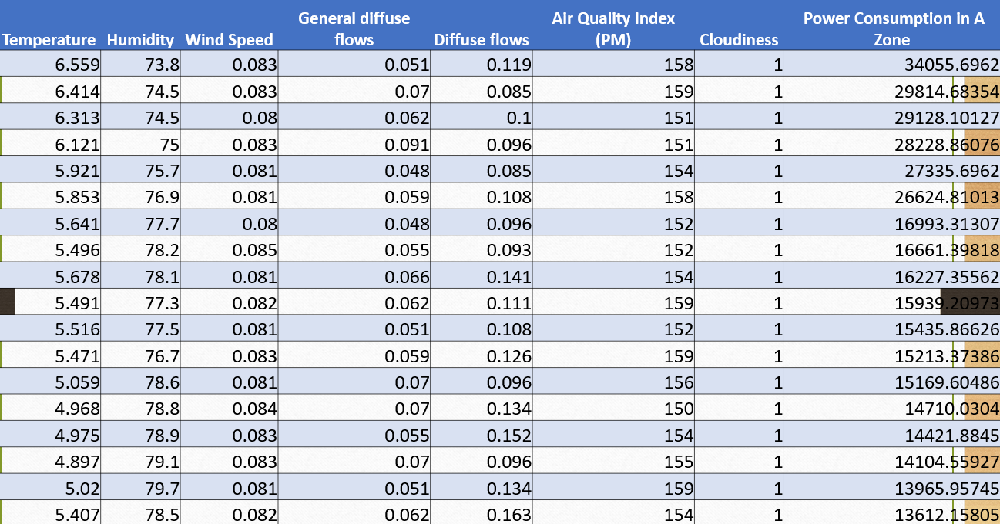 Temperature Humidity Wind Speed General diffuse flows Diffuse flows Air Quality Index (PM) Cloudiness Power Consumption in A Zone
6.559 73.8 0.083 0.051 0.119 158 1 34055.6962
6.414 74.5 0.083 0.07 0.085 159 1 29814.68354
6.313 74.5 0.08 0.062 0.1 151 1 29128.10127
6.121 75 0.083 0.091 0.096 151 1 28228.86076
5.921 75.7 0.081 0.048 0.085 154 1 27335.6962
5.853 76.9 0.081 0.059 0.108 158 1 26624.81013
5.641 77.7 0.08 0.048 0.096 152 1 16993.31307
5.496 78.2 0.085 0.055 0.093 152 1 16661.39818
5.678 78.1 0.081 0.066 0.141 154 1 16227.35562
5.491 77.3 0.082 0.062 0.111 159 1 15939.20973
5.516 77.5 0.081 0.051 0.108 152 1 15435.86626
5.471 76.7 0.083 0.059 0.126 159 1 15213.37386
5.059 78.6 0.081 0.07 0.096 156 1 15169.60486
4.968 78.8 0.084 0.07 0.134 150 1 14710.0304
4.975 78.9 0.083 0.055 0.152 154 1 14421.8845
4.897 79.1 0.083 0.07 0.096 155 1 14104.55927
5.02 79.7 0.081 0.051 0.134 159 1 13965.95745
5.407 78.5 0.082 0.062 0.163 154 1 13612.15805